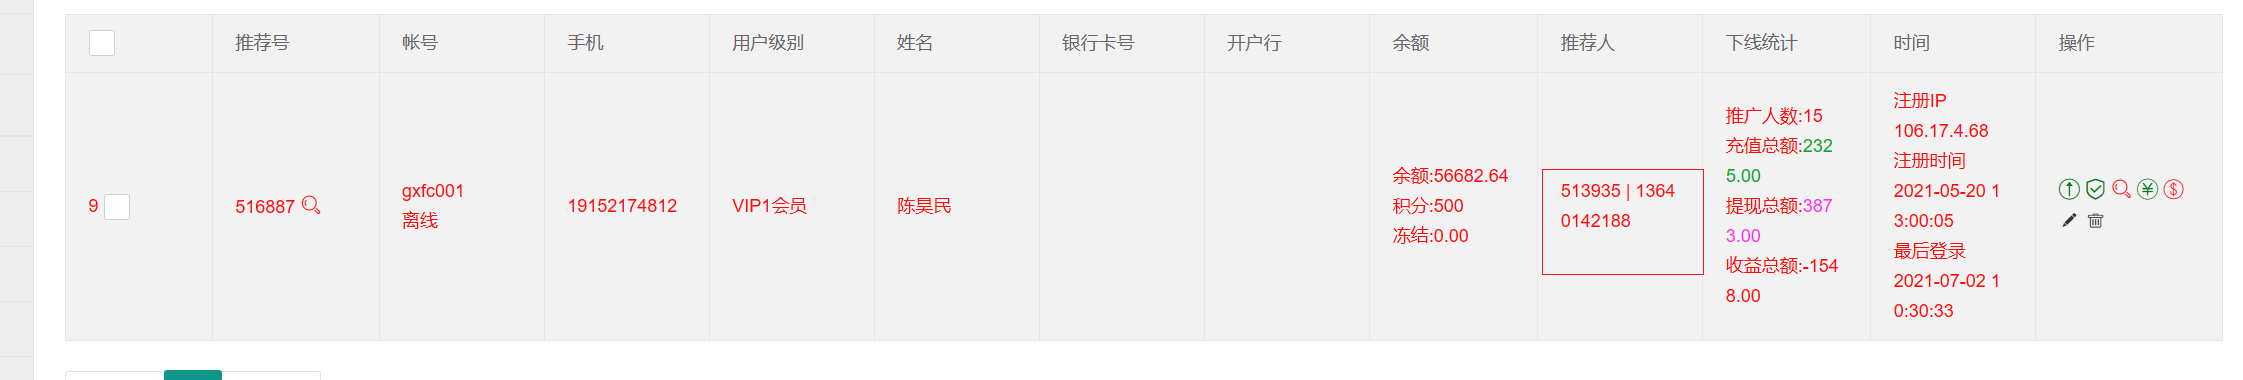 推荐号 帐号 手机 用户级别 姓名 银行卡号 开户行 余额 推荐人 下线统计 时间 操作
9
516887
gxfc001
离线
19152174812
VIP1会员
陈昊民
余额:56682.64
积分:500
冻结:0.00
513935 | 1364
0142188
推广人数:15
充值总额:232
5.00
提现总额:387
3.00
收益总额:-154
8.00
注册IP
106.17.4.68
注册时间
2021-05-20 1
3:00:05
最后登录
2021-07-02 1
0:30:33